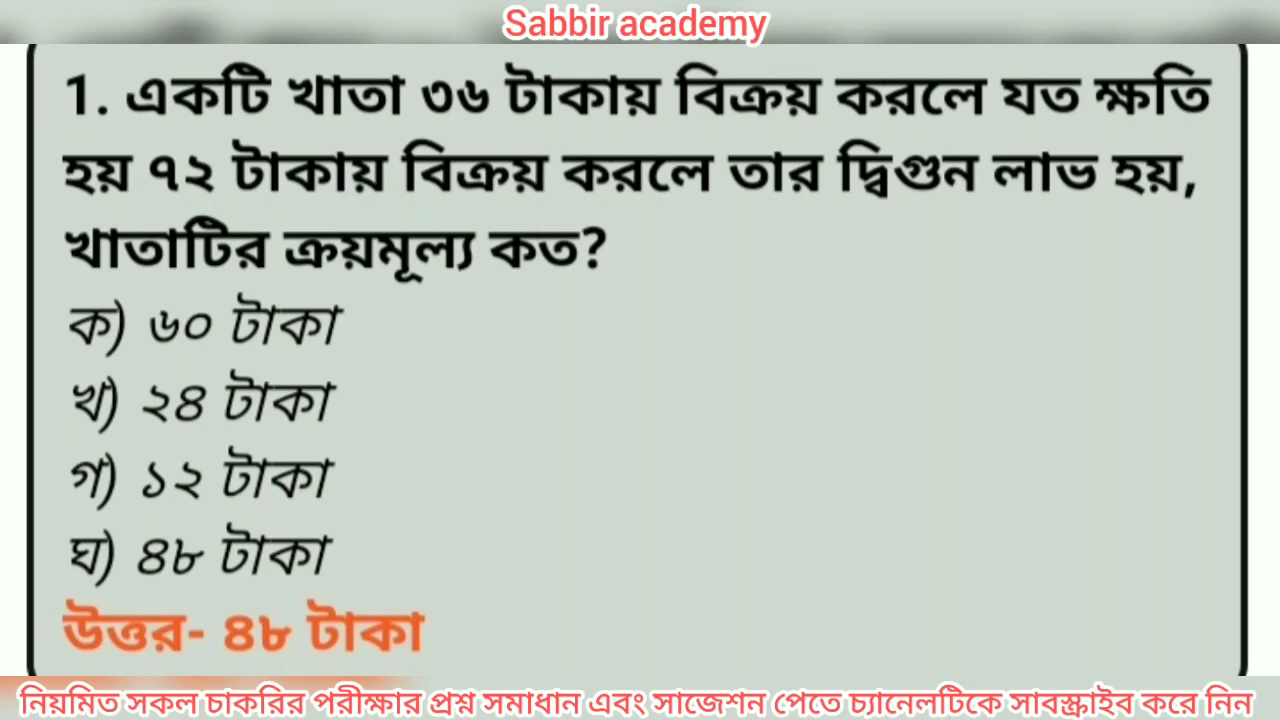 Sabbir academy
1. একটি খাতা ৩৬ টাকায় বিক্রয় করলে যত ক্ষতি
হয় ৭২ টাকায় বিক্রয় করলে তার দ্বিগুন লাভ হয়,
খাতাটির ক্রয়মূল্য কত?
ক) ৬০ টাকা
খ) ২৪ টাকা
গ) ১২ টাকা
ঘ) ৪৮ টাকা
উত্তর- ৪৮ টাকা
নিয়মিত সকল চাকরির পরীক্ষার প্রশ্ন সমাধান এবং সাজেশন পেতে চ্যানেলটিকে সাবস্ক্রাইব করে নিন